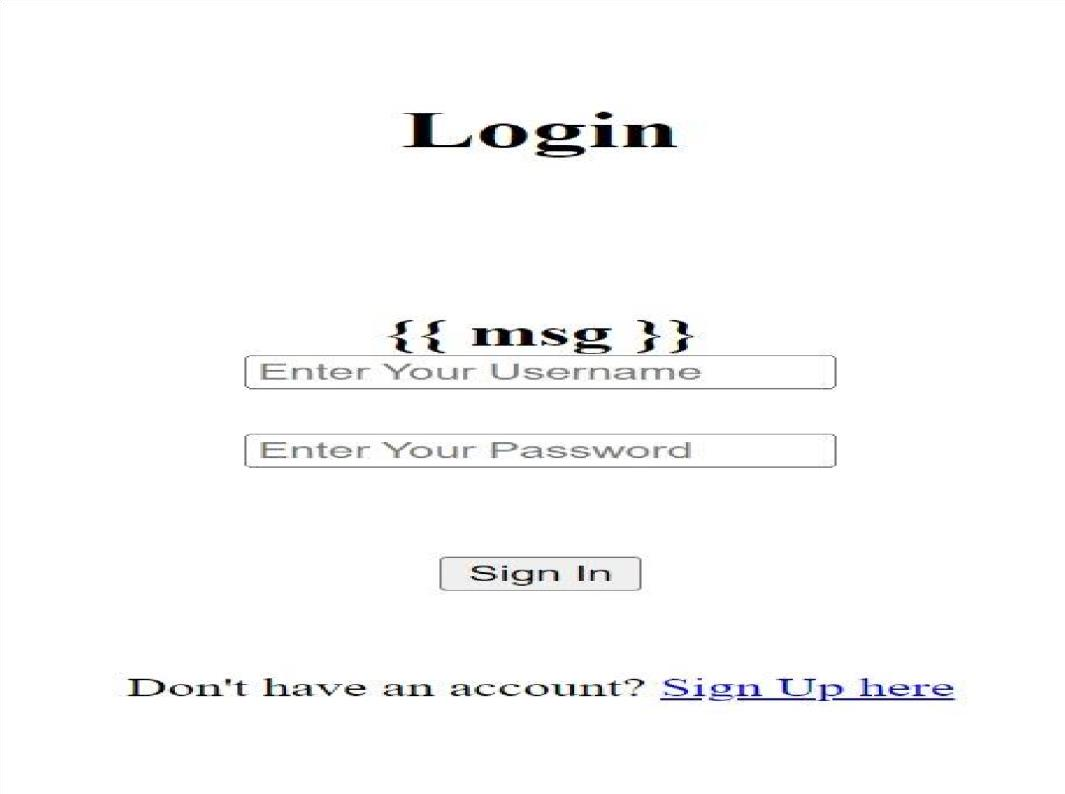 Login
{{ msg }}
Enter Your Username
Enter Your Password
Sign In
Don't have an account? Sign Up here